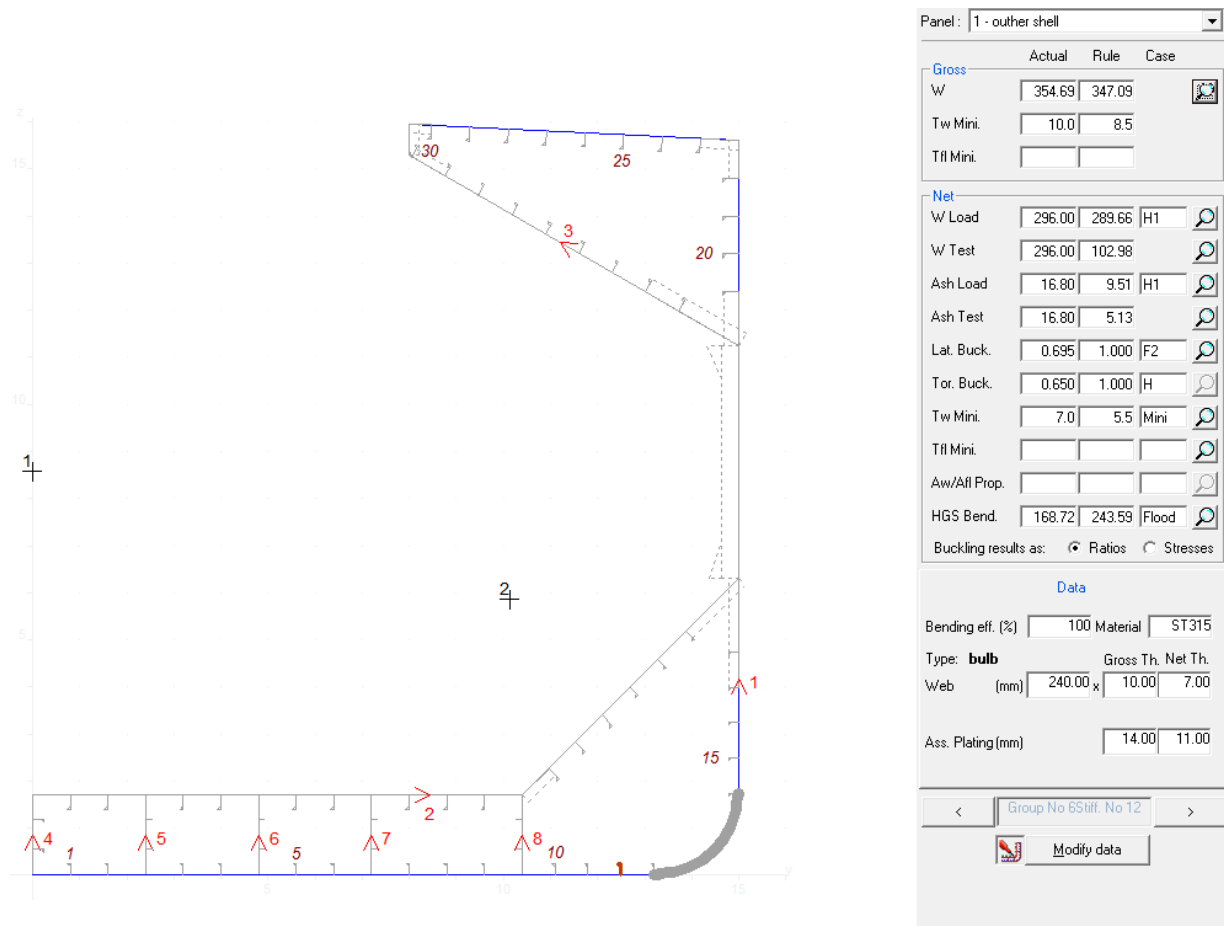 Panel : 1 - outher shell
Actual Rule Case
Gross
W 354.69 347.09
Tw Mini. 10.0 8.5
Tfl Mini.
Net
W Load 296.00 289.66 H1
W Test 296.00 102.98
Ash Load 16.80 9.51 H1
Ash Test 16.80 5.13
Lat. Buck. 0.695 1.000 F2
Tor. Buck. 0.650 1.000 H
Tw Mini. 7.0 5.5 Mini
Tfl Mini.
Aw/Afl Prop.
HGS Bend. 168.72 243.59 Flood
Buckling results as: Ratios Stresses
Data
Bending eff. (%) 100 Material ST315
Type: bulb Gross Th. Net Th.
Web (mm) 240.00 x 10.00 7.00
Ass. Plating (mm) 14.00 11.00
< Group No 6Stiff. No 12 >
Modify data
z
15
30
25
3
20
10
1
2
5
1
15
2
4 5 6 7 8
1 5 10
5 10 15 y